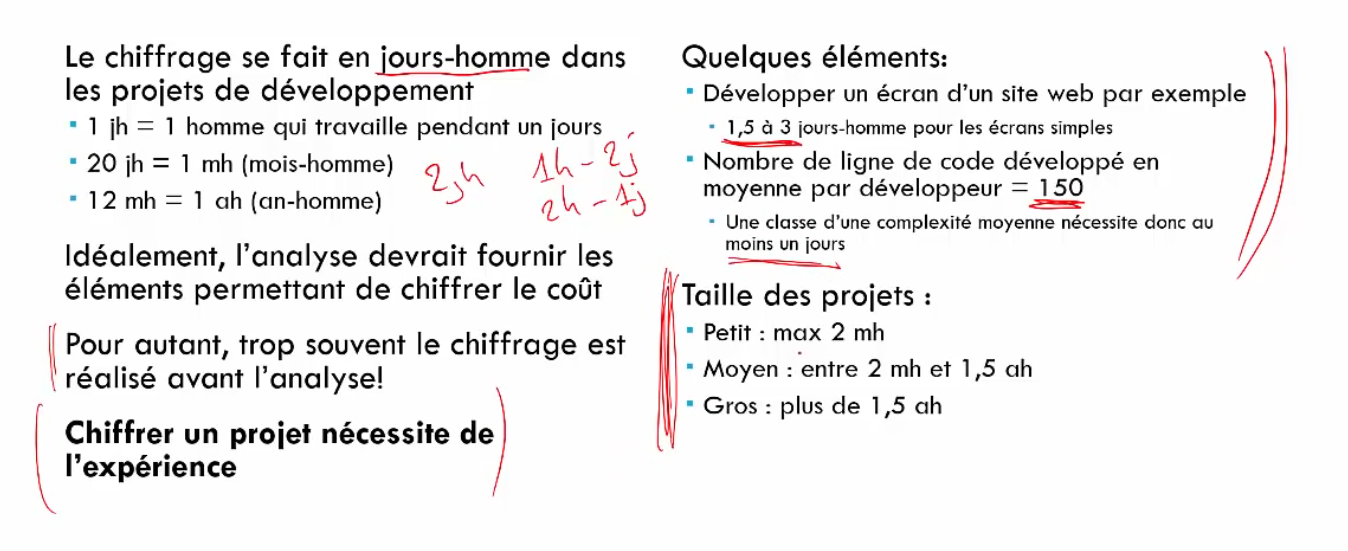 Le chiffrage se fait en jours-homme dans
les projets de développement
1 jh = 1 homme qui travaille pendant un jours
20 jh = 1 mh (mois-homme)
12 mh = 1 ah (an-homme)
2jh
1h - 2j
2h - 1j
Idéalement, l'analyse devrait fournir les
éléments permettant de chiffrer le coût
Pour autant, trop souvent le chiffrage est
réalisé avant l'analyse!
Chiffrer un projet nécessite de
l'expérience
Quelques éléments:
Développer un écran d'un site web par exemple
1,5 à 3 jours-homme pour les écrans simples
Nombre de ligne de code développé en
moyenne par développeur = 150
Une classe d'une complexité moyenne nécessite donc au
moins un jours
Taille des projets :
Petit : max 2 mh
Moyen : entre 2 mh et 1,5 ah
Gros : plus de 1,5 ah